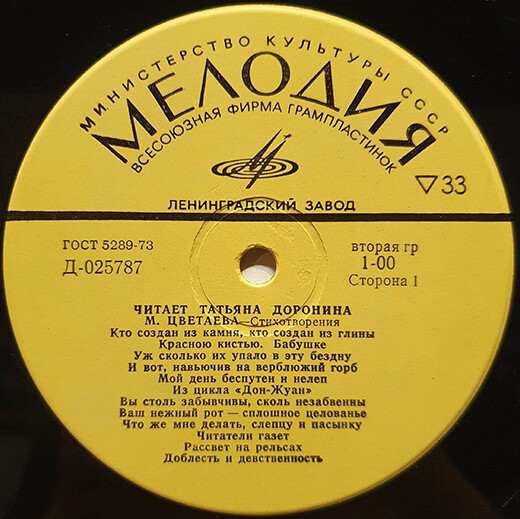 МИНИСТЕРСТВО КУЛЬТУРЫ СССР
МЕЛОДИЯ
ВСЕСОЮЗНАЯ ФИРМА ГРАМПЛАСТИНОК
ЛЕНИНГРАДСКИЙ ЗАВОД
▽33
ГОСТ 5289-73
Д-025787
вторая гр
1-00
Сторона 1
ЧИТАЕТ ТАТЬЯНА ДОРОНИНА
М. ЦВЕТАЕВА—Стихотворения
Кто создан из камня, кто создан из глины
Красною кистью. Бабушке
Уж сколько их упало в эту бездну
И вот, навьючив на верблюжий горб
Мой день беспутен и нелеп
Из цикла «Дон-Жуан»
Вы столь забывчивы, сколь незабвенны
Ваш нежный рот — сплошное целованье
Что же мне делать, слепцу и пасынку
Читатели газет
Рассвет на рельсах
Доблесть и девственность